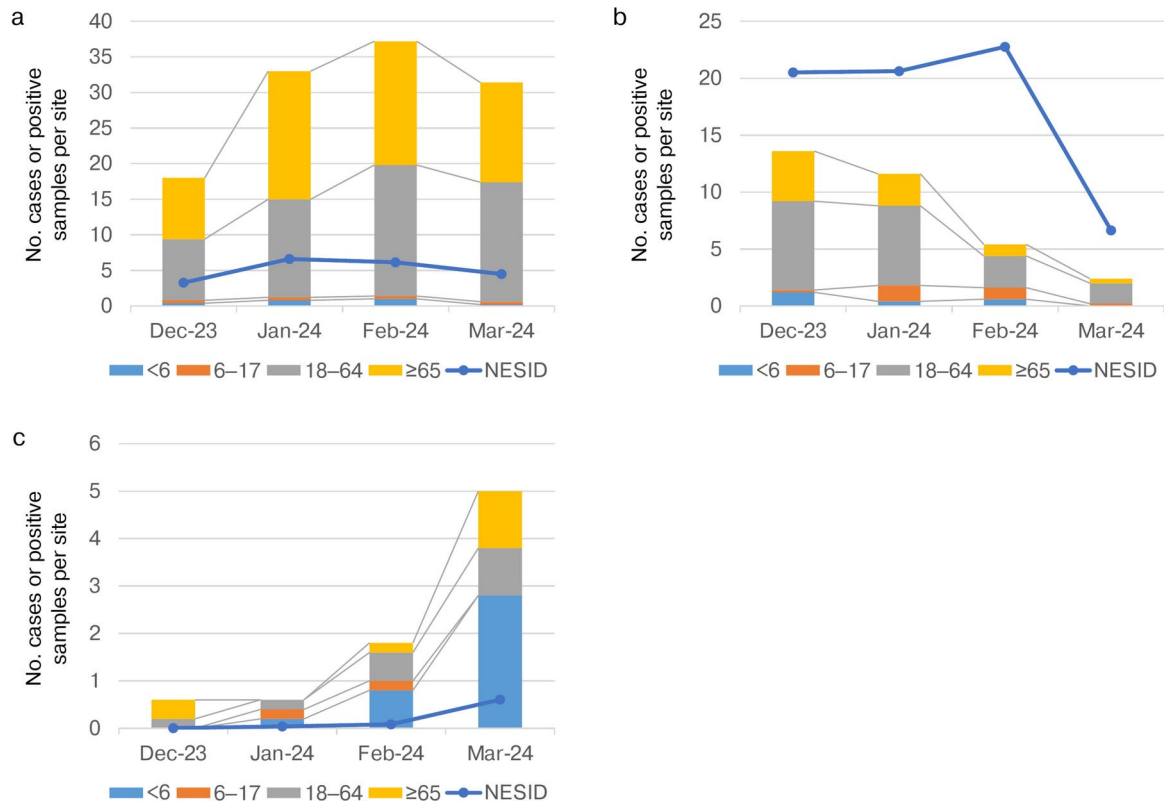 a
No. cases or positive
samples per site
40
35
30
25
20
15
10
5
0
Dec-23 Jan-24 Feb-24 Mar-24
<6 6–17 18–64 ≥65 NESID
b
No. cases or positive
samples per site
25
20
15
10
5
0
Dec-23 Jan-24 Feb-24 Mar-24
<6 6–17 18–64 ≥65 NESID
c
No. cases or positive
samples per site
6
5
4
3
2
1
0
Dec-23 Jan-24 Feb-24 Mar-24
<6 6–17 18–64 ≥65 NESID